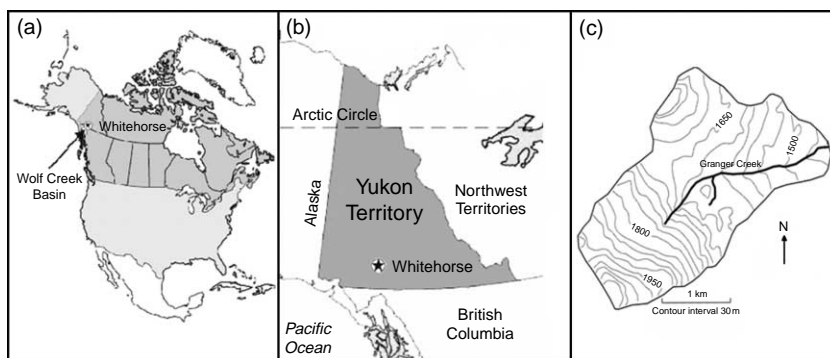 (a)
Whitehorse
Wolf Creek
Basin
(b)
Arctic Circle
Alaska
Yukon
Territory
Northwest
Territories
Whitehorse
British
Columbia
Pacific
Ocean
(c)
1650
1500
Granger Creek
1800
1950
N
1 km
Contour interval 30 m